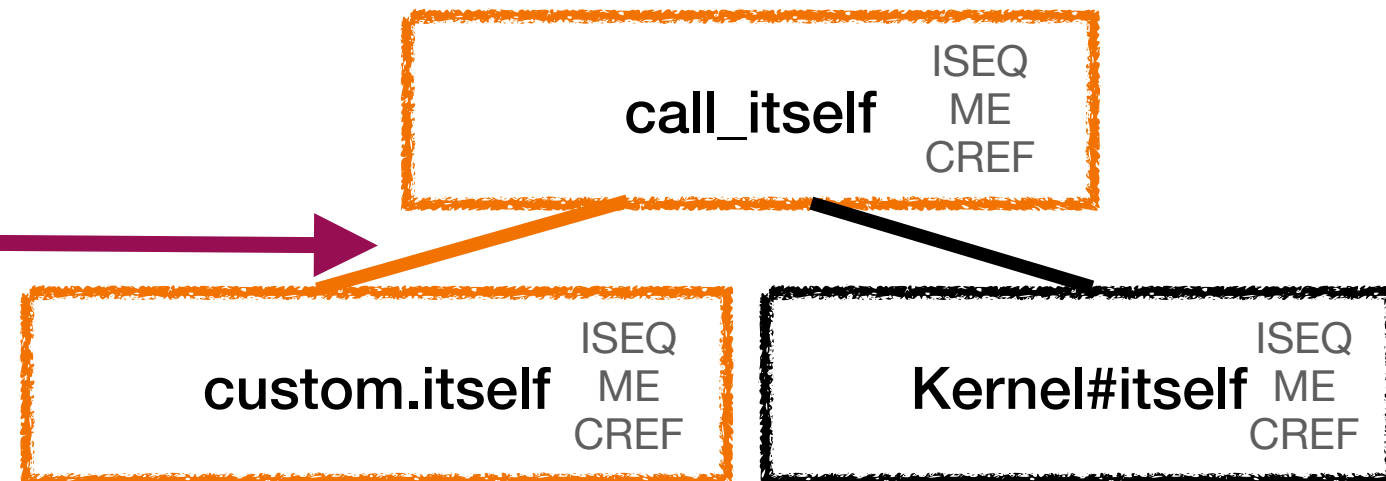 call_itself
ISEQ
ME
CREF
custom.itself
ISEQ
ME
CREF
Kernel#itself
ISEQ
ME
CREF